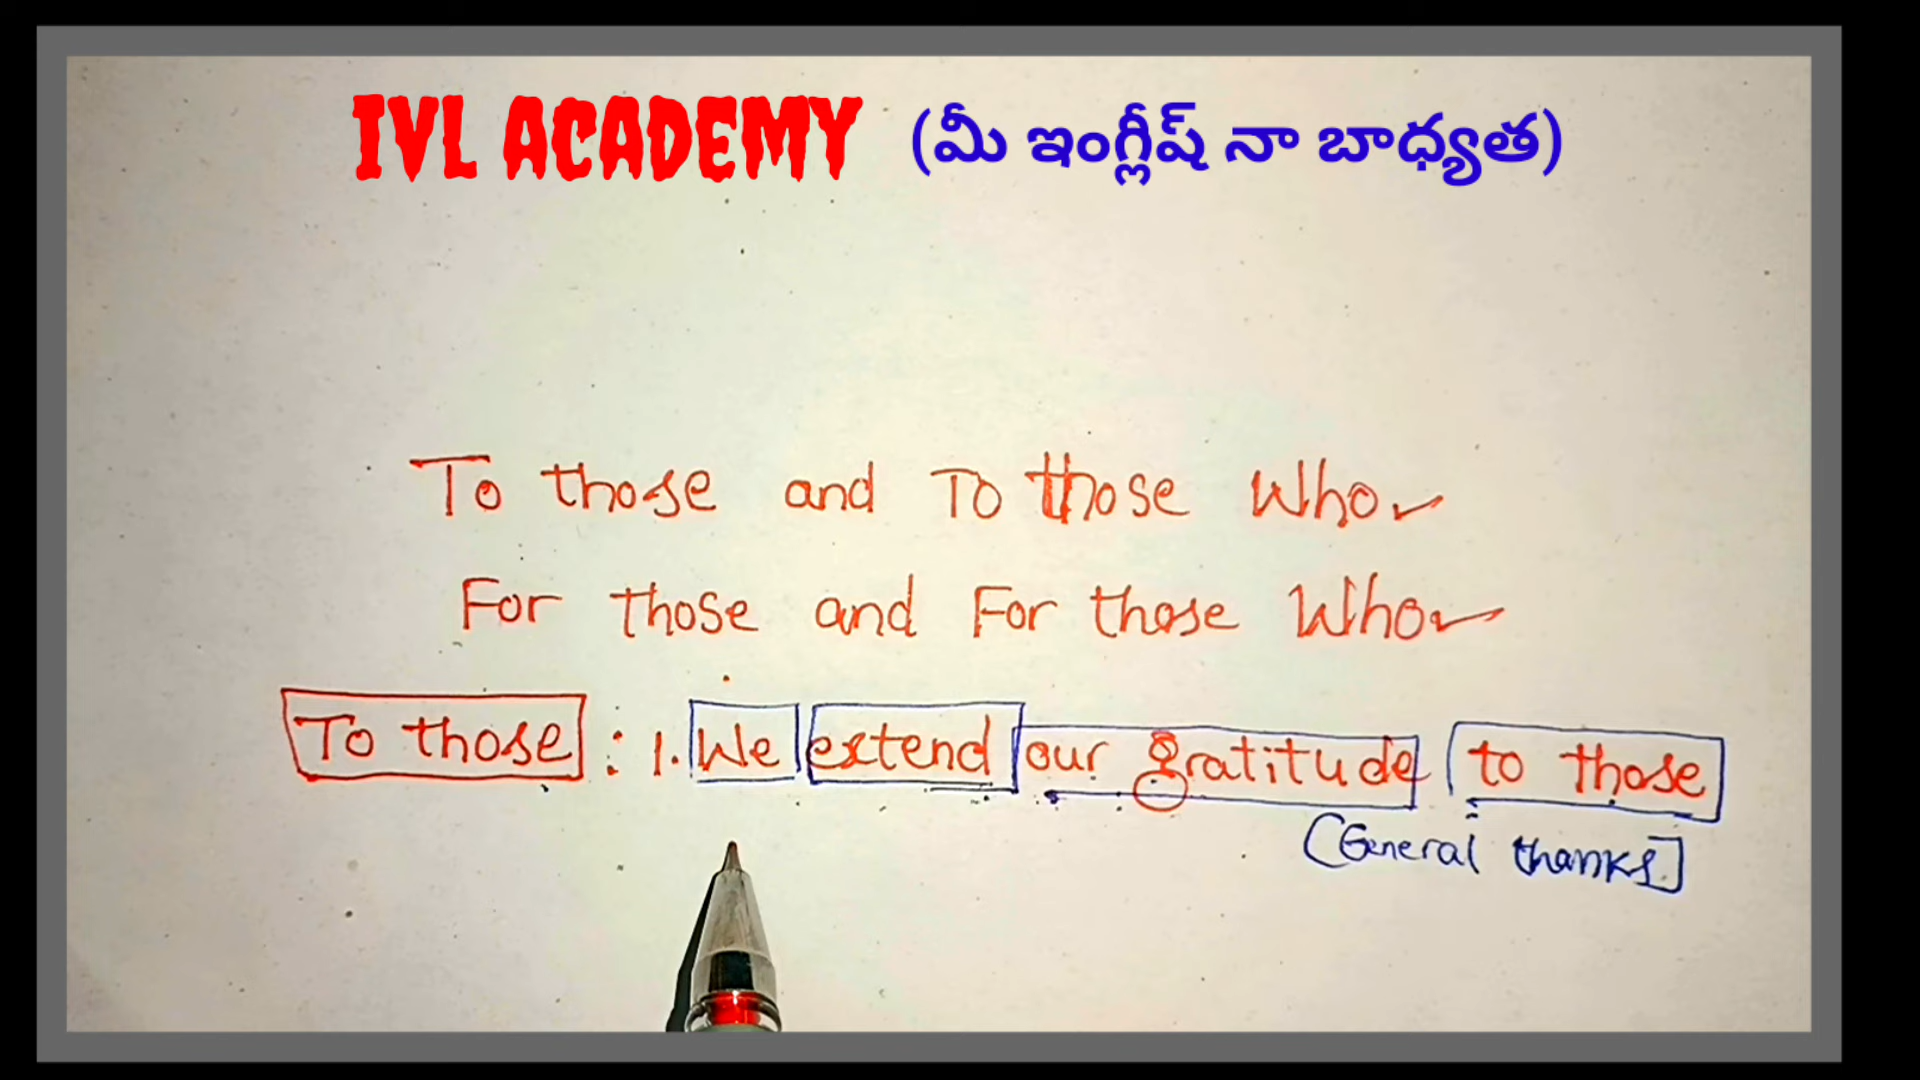 IVL ACADEMY (మీ ఇంగ్లీష్ నా బాధ్యత)
To those and To those Who
For those and For those Who
To those : 1. We extend our gratitude to those
(General thanks]